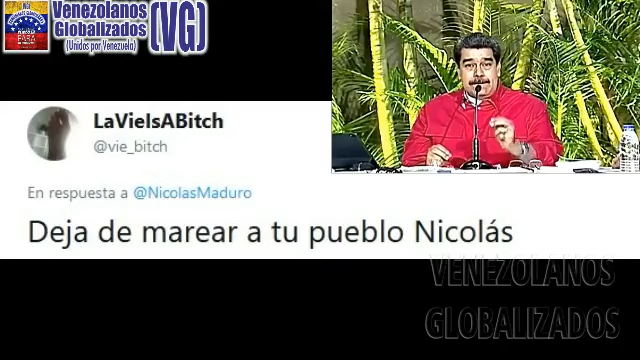 Venezolanos
Globalizados
(Unidos por Venezuela)
(VG)
LaVieIsABitch
@vie_bitch
En respuesta a @NicolasMaduro
Deja de marear a tu pueblo Nicolás
VENEZOLANOS
GLOBALIZADOS